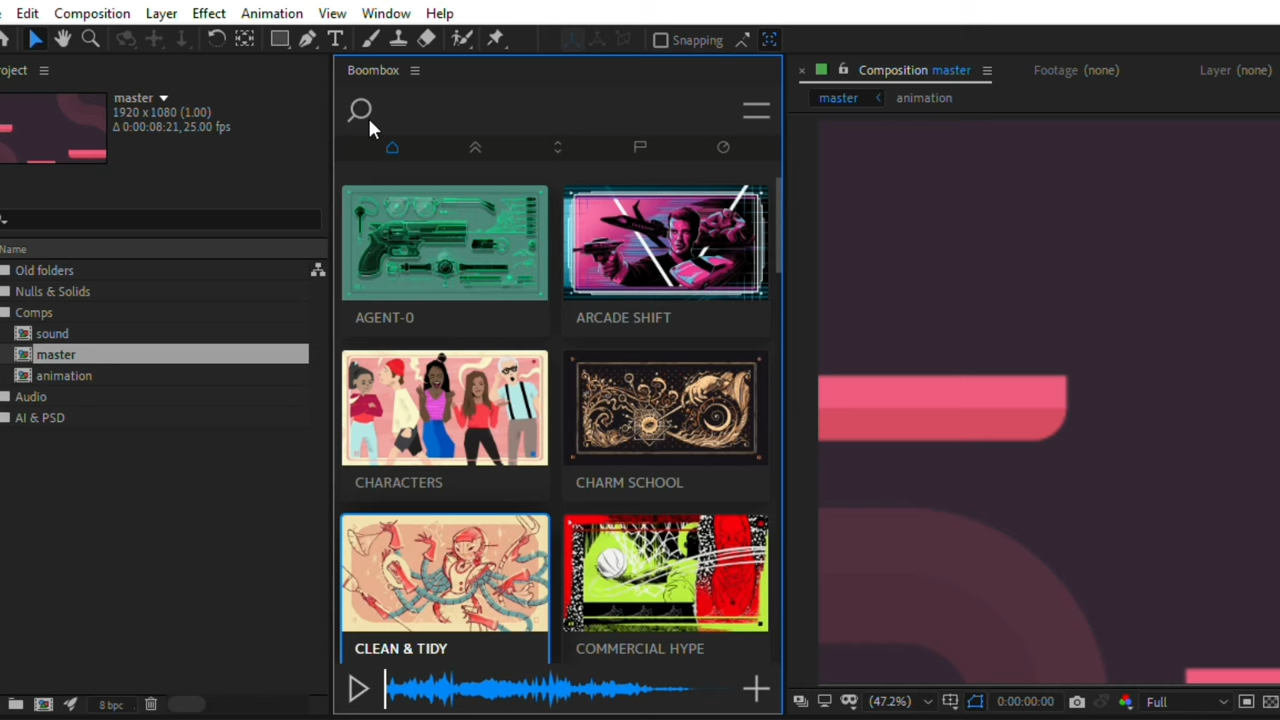 Edit Composition Layer Effect Animation View Window Help
Snapping
roject
master
1920 x 1080 (1.00)
Δ 0:00:08:21, 25.00 fps
Name
Old folders
Nulls & Solids
Comps
sound
master
animation
Audio
AI & PSD
8 bpc
Boombox
AGENT-0
ARCADE SHIFT
CHARACTERS
CHARM SCHOOL
CLEAN & TIDY
COMMERCIAL HYPE
Composition master
Footage (none)
Layer (none)
master
animation
(47.2%)
0:00:00:00
Full